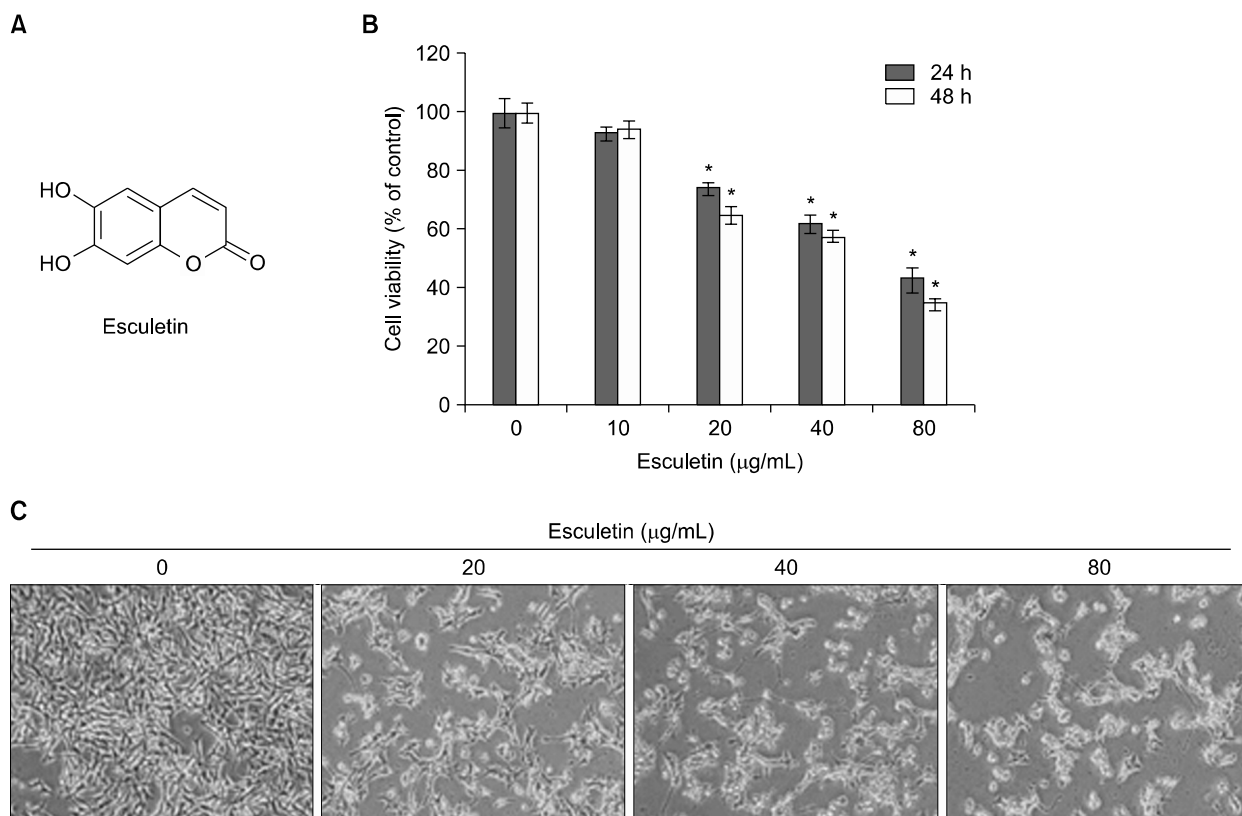 A
HO
HO
O
O
Esculetin
B
120
100
80
60
40
20
0
Cell viability (% of control)
24 h
48 h
* * * * * *
0 10 20 40 80
Esculetin (μg/mL)
C
Esculetin (μg/mL)
0 20 40 80